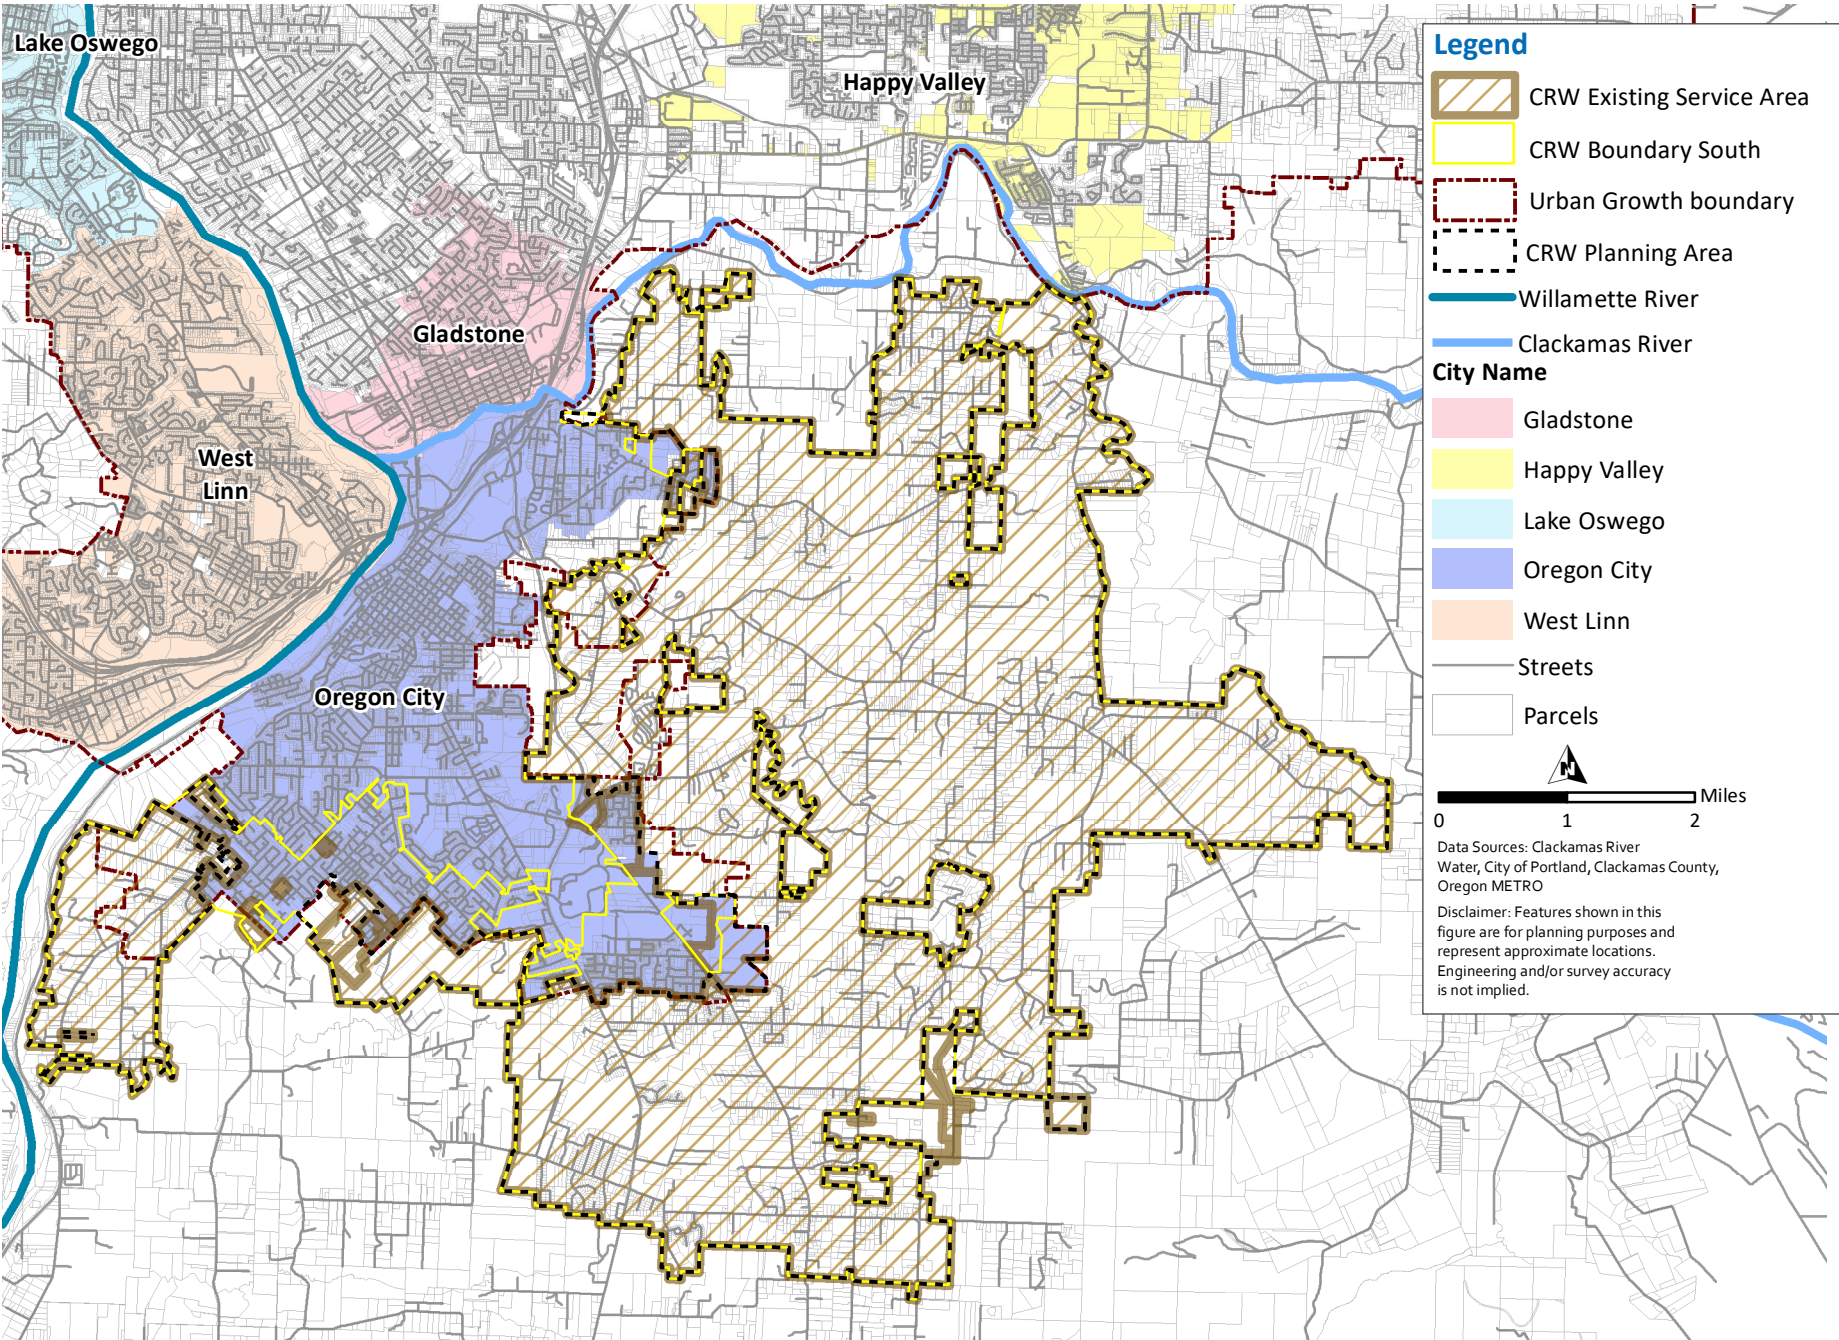 Lake Oswego
Happy Valley
Gladstone
West
Linn
Oregon City
Legend
CRW Existing Service Area
CRW Boundary South
Urban Growth boundary
CRW Planning Area
Willamette River
Clackamas River
City Name
Gladstone
Happy Valley
Lake Oswego
Oregon City
West Linn
Streets
Parcels
N
Miles
0 1 2
Data Sources: Clackamas River
Water, City of Portland, Clackamas County,
Oregon METRO
Disclaimer: Features shown in this
figure are for planning purposes and
represent approximate locations.
Engineering and/or survey accuracy
is not implied.